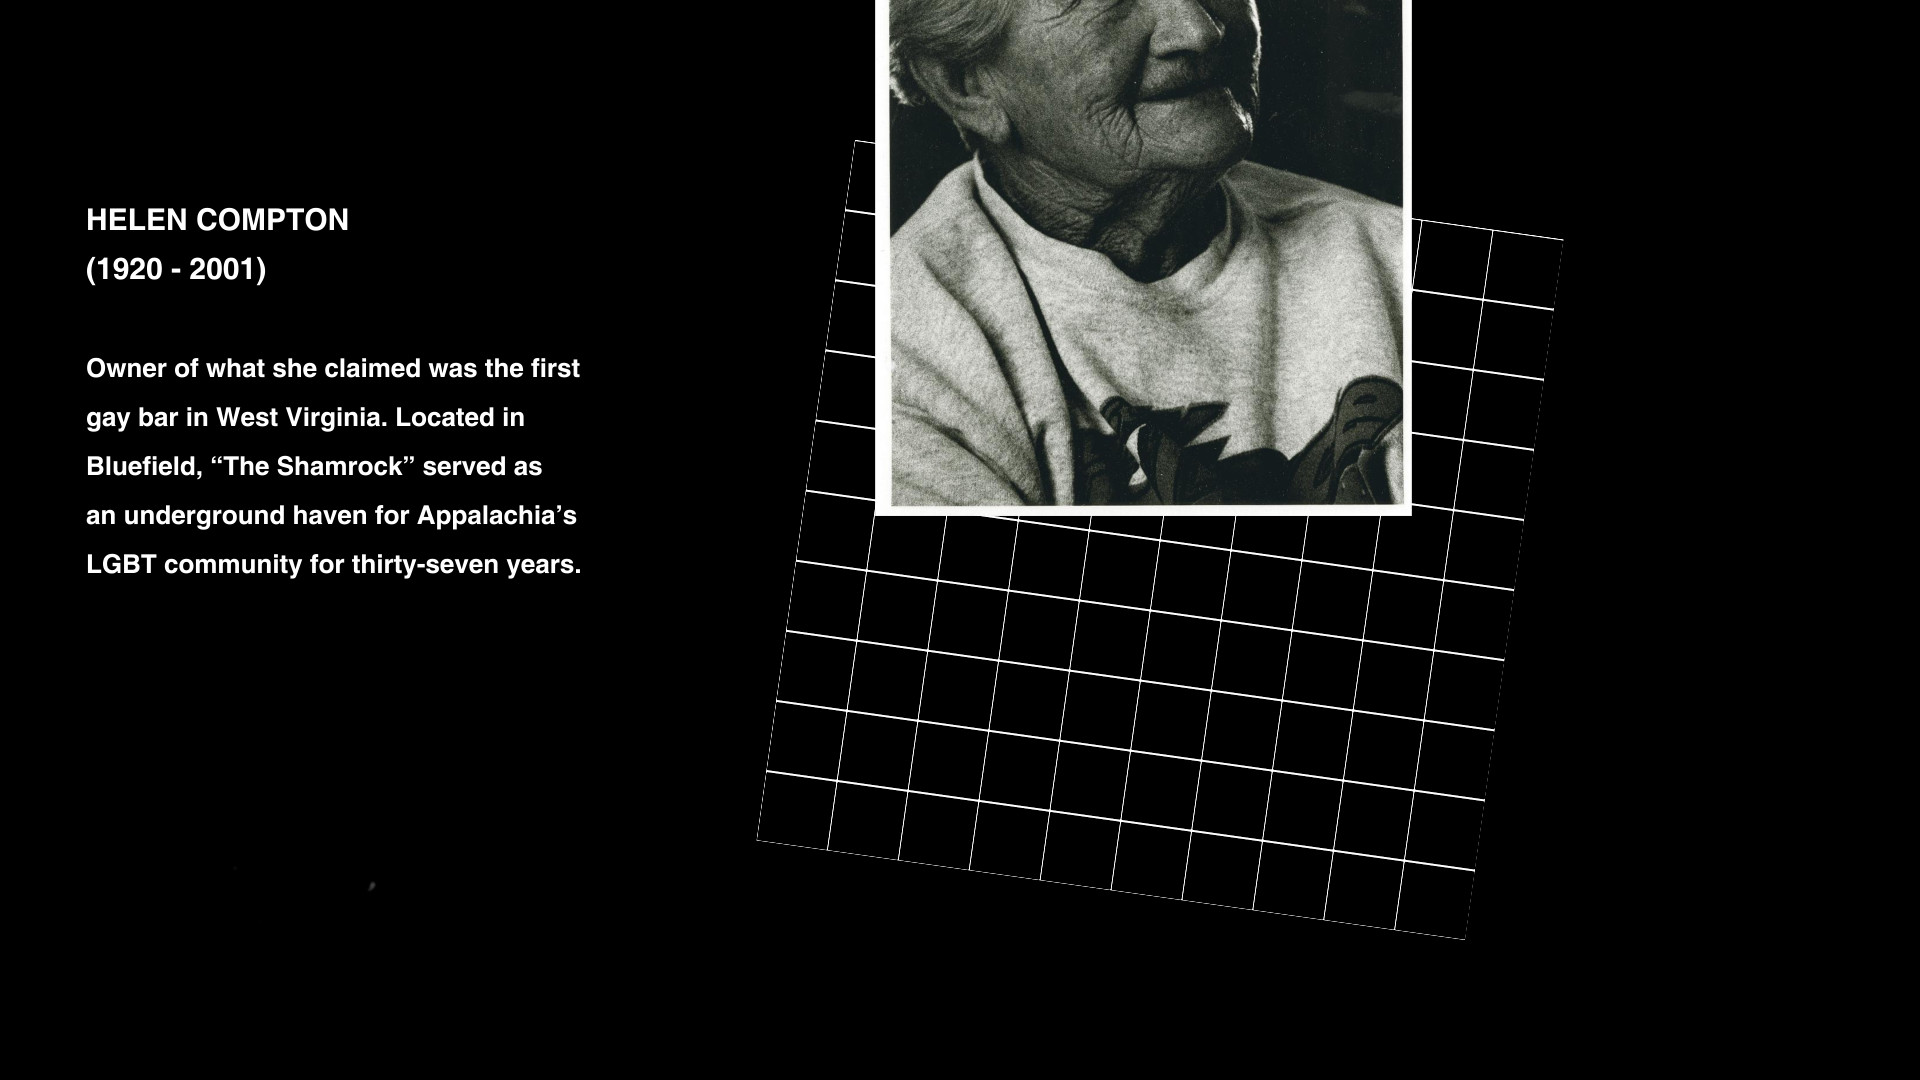 HELEN COMPTON
(1920 - 2001)
Owner of what she claimed was the first
gay bar in West Virginia. Located in
Bluefield, “The Shamrock” served as
an underground haven for Appalachia’s
LGBT community for thirty-seven years.